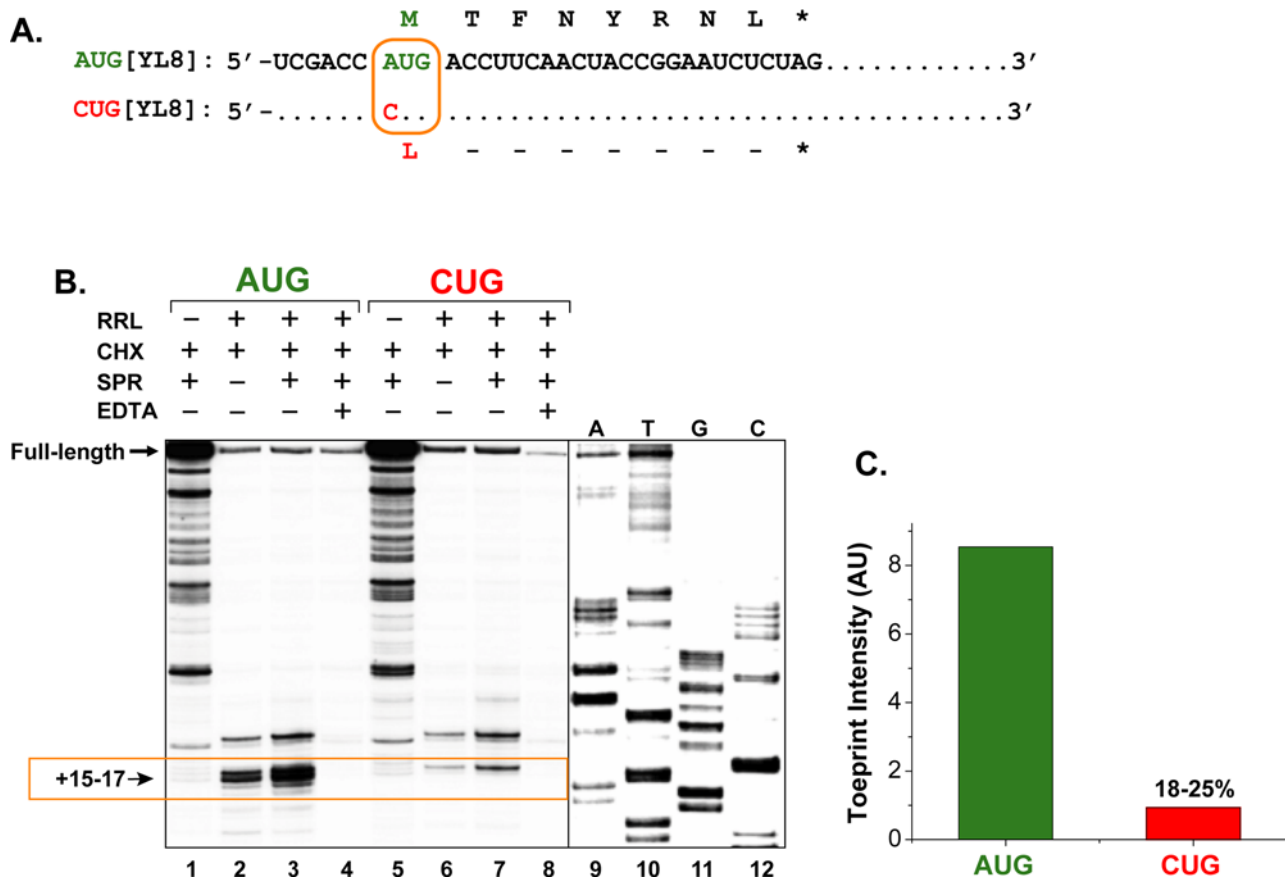 A.
M T F N Y R N L *
AUG[YL8]: 5′-UCGACC AUG ACCUUCAACUACCGGAAUCUCUAG............3′
CUG[YL8]: 5′-...... C.. ....................................3′
L - - - - - - - *
B.
AUG CUG
RRL − + + + − + + +
CHX + + + + + + + +
SPR + − + + + − + +
EDTA − − − + − − − +
A T G C
Full-length
+15-17
1 2 3 4 5 6 7 8 9 10 11 12
C.
Toeprint Intensity (AU)
8
6
4
2
0
18-25%
AUG CUG